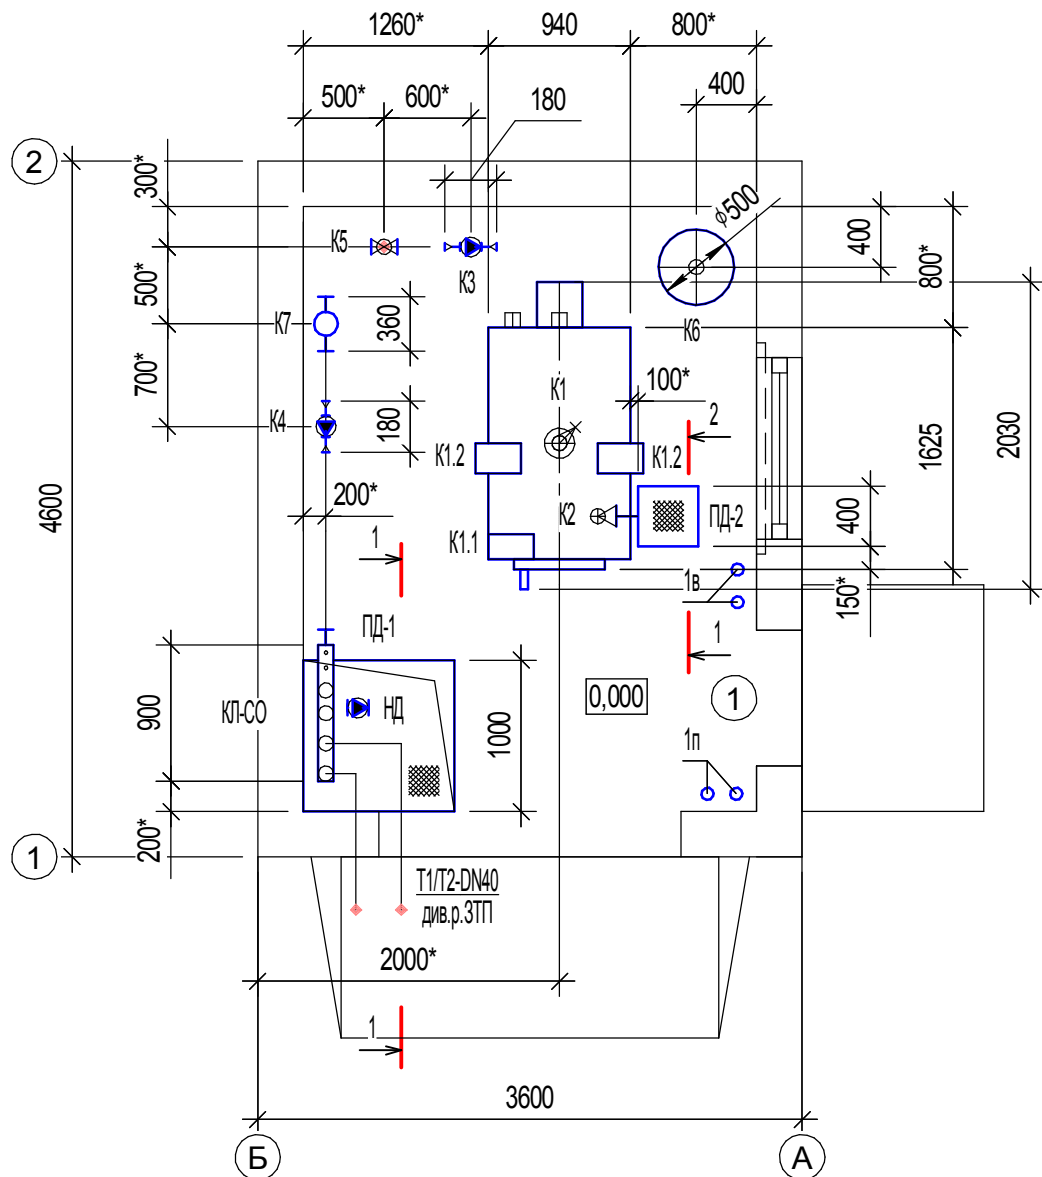 1260*
940
800*
500*
600*
180
400
2
300*
ϕ500
400
800*
К5
К3
500*
К7
360
К6
700*
К1
100*
К4
180
2
1625
2030
К1.2
К1.2
4600
200*
К2
ПД-2
400
1
К1.1
1в
150*
ПД-1
1
900
КЛ-СО
НД
1000
0,000
1
1п
1
200*
Т1/Т2-DN40
див.р.ЗТП
2000*
1
3600
Б
А